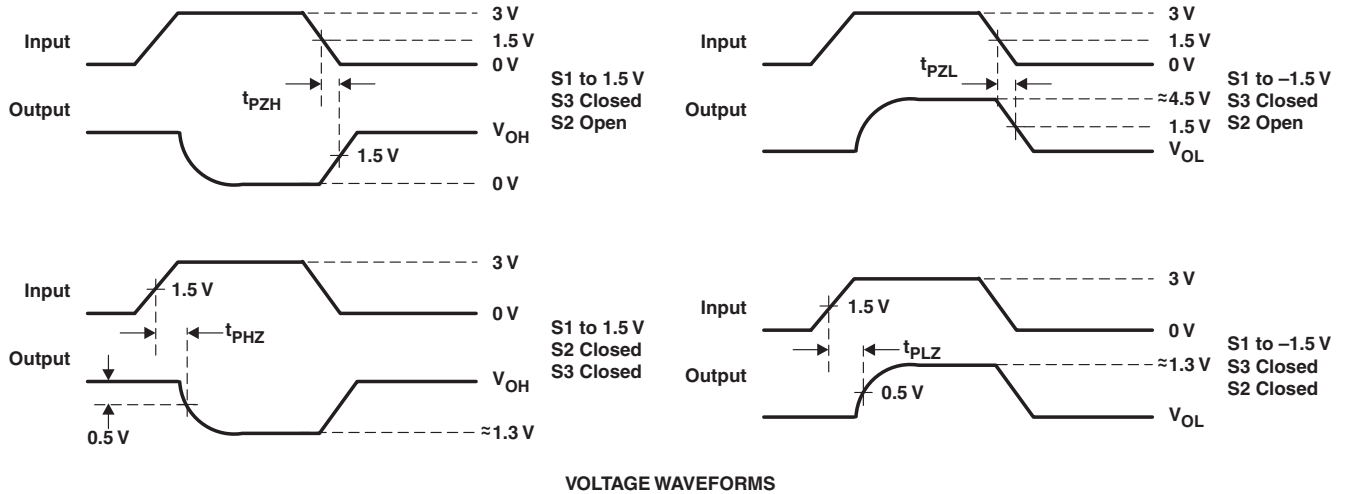 Input
3 V
1.5 V
0 V
tPZH
Output
VOH
1.5 V
0 V
S1 to 1.5 V
S3 Closed
S2 Open
Input
3 V
1.5 V
0 V
tPZL
Output
≈4.5 V
1.5 V
VOL
S1 to –1.5 V
S3 Closed
S2 Open
Input
3 V
1.5 V
0 V
tPHZ
Output
VOH
0.5 V
≈1.3 V
S1 to 1.5 V
S2 Closed
S3 Closed
Input
3 V
1.5 V
0 V
tPLZ
Output
≈1.3 V
0.5 V
VOL
S1 to –1.5 V
S3 Closed
S2 Closed
VOLTAGE WAVEFORMS